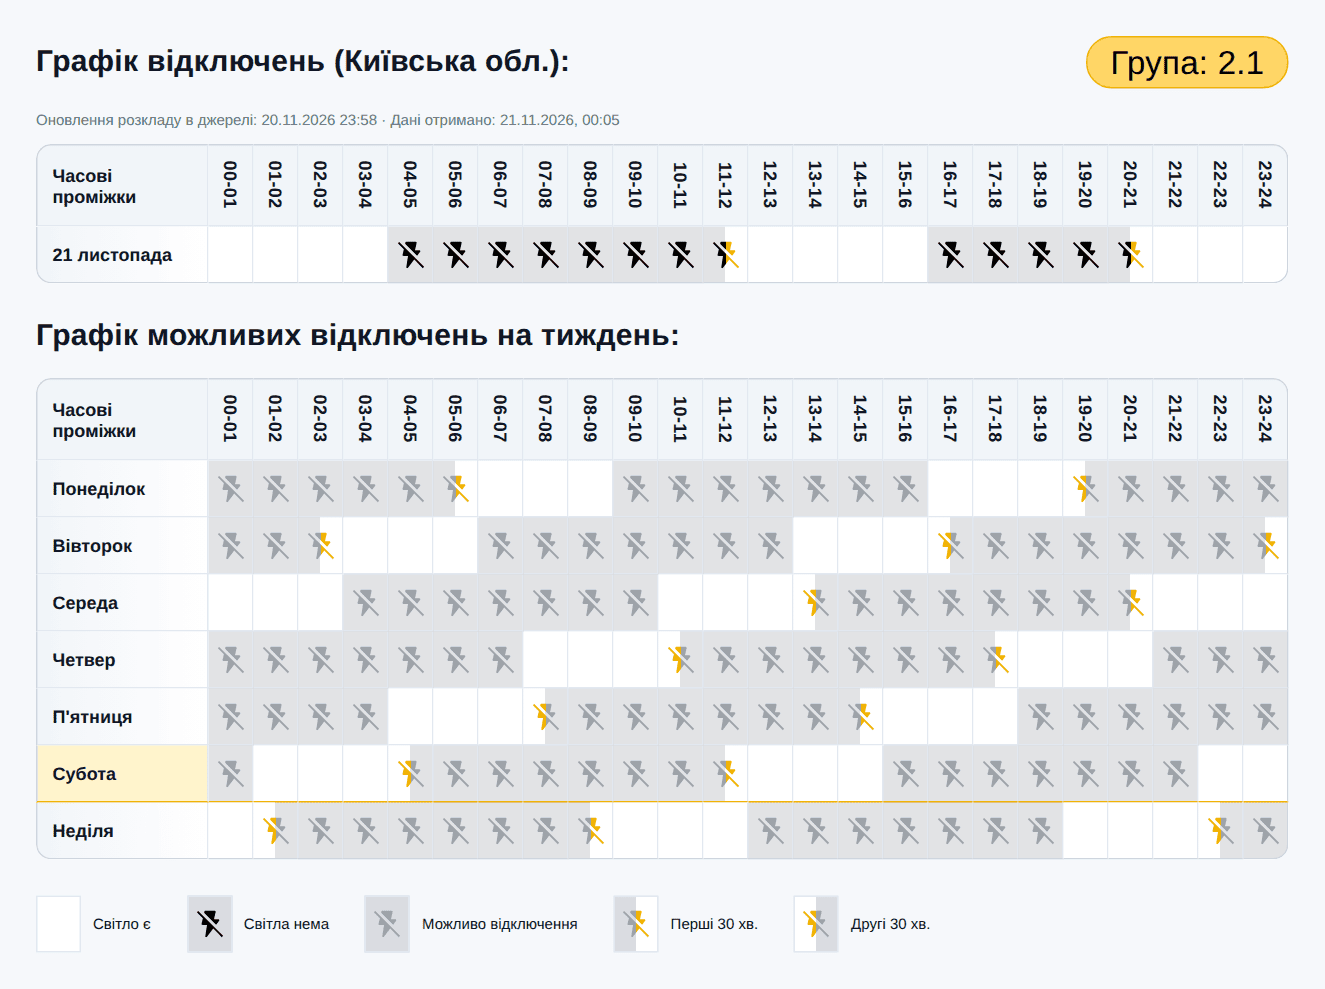 Графік відключень (Київська обл.):
Група: 2.1
Оновлення розкладу в джерелі: 20.11.2026 23:58 · Дані отримано: 21.11.2026, 00:05
Часові
проміжки
00-01 01-02 02-03 03-04 04-05 05-06 06-07 07-08 08-09 09-10 10-11 11-12 12-13 13-14 14-15 15-16 16-17 17-18 18-19 19-20 20-21 21-22 22-23 23-24
21 листопада
Графік можливих відключень на тиждень:
Часові
проміжки
00-01 01-02 02-03 03-04 04-05 05-06 06-07 07-08 08-09 09-10 10-11 11-12 12-13 13-14 14-15 15-16 16-17 17-18 18-19 19-20 20-21 21-22 22-23 23-24
Понеділок
Вівторок
Середа
Четвер
П'ятниця
Субота
Неділя
Світло є
Світла нема
Можливо відключення
Перші 30 хв.
Другі 30 хв.